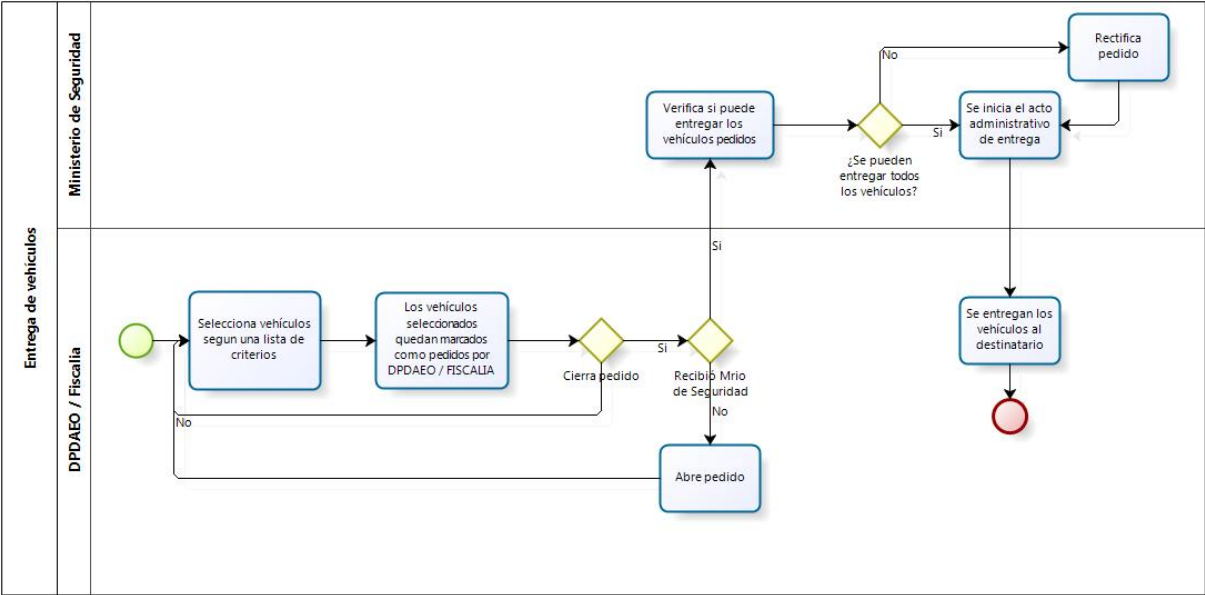 Entrega de vehículos
Ministerio de Seguridad
Verifica si puede
entregar los
vehículos pedidos
¿Se pueden
entregar todos
los vehículos?
No
Si
Rectifica
pedido
Se inicia el acto
administrativo
de entrega
DPDAEO / Fiscalia
Selecciona vehículos
segun una lista de
criterios
Los vehículos
seleccionados
quedan marcados
como pedidos por
DPDAEO / FISCALIA
Cierra pedido
Si
No
Recibió Mrio
de Seguridad
Si
No
Abre pedido
Se entregan los
vehículos al
destinatario